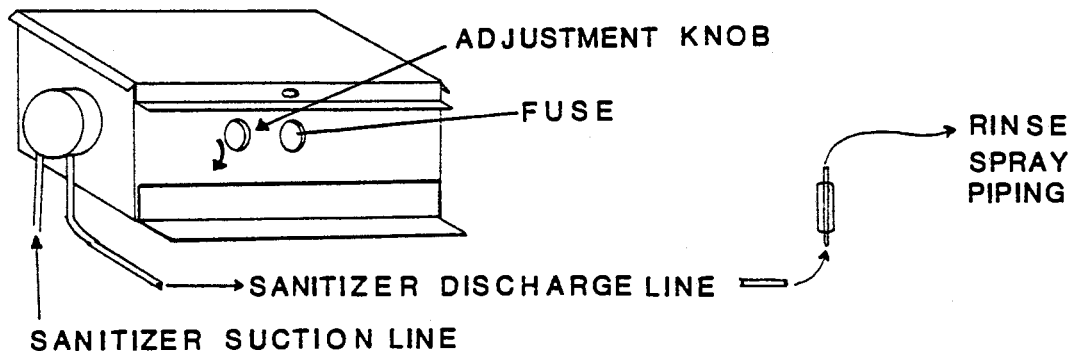 ADJUSTMENT KNOB
FUSE
RINSE
SPRAY
PIPING
SANITIZER DISCHARGE LINE
SANITIZER SUCTION LINE